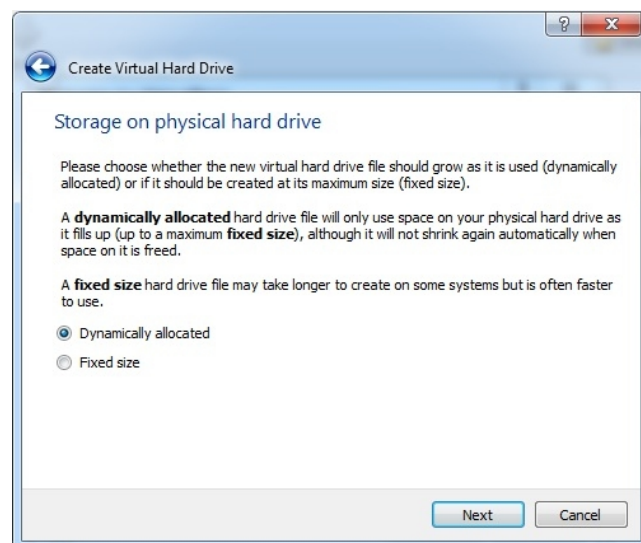 Create Virtual Hard Drive
Storage on physical hard drive
Please choose whether the new virtual hard drive file should grow as it is used (dynamically
allocated) or if it should be created at its maximum size (fixed size).
A dynamically allocated hard drive file will only use space on your physical hard drive as
it fills up (up to a maximum fixed size), although it will not shrink again automatically when
space on it is freed.
A fixed size hard drive file may take longer to create on some systems but is often faster
to use.
Dynamically allocated
Fixed size
Next
Cancel